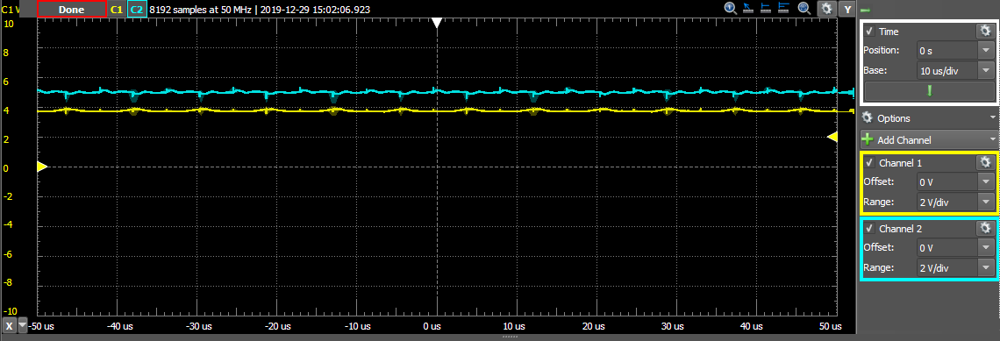 C1 V Done C1 C2 8192 samples at 50 MHz | 2019-12-29 15:02:06.923 Y
10
8
6
4
2
0
-2
-4
-6
-8
-10
X -50 us -40 us -30 us -20 us -10 us 0 us 10 us 20 us 30 us 40 us 50 us
Time
Position: 0 s
Base: 10 us/div
Options
Add Channel
Channel 1
Offset: 0 V
Range: 2 V/div
Channel 2
Offset: 0 V
Range: 2 V/div